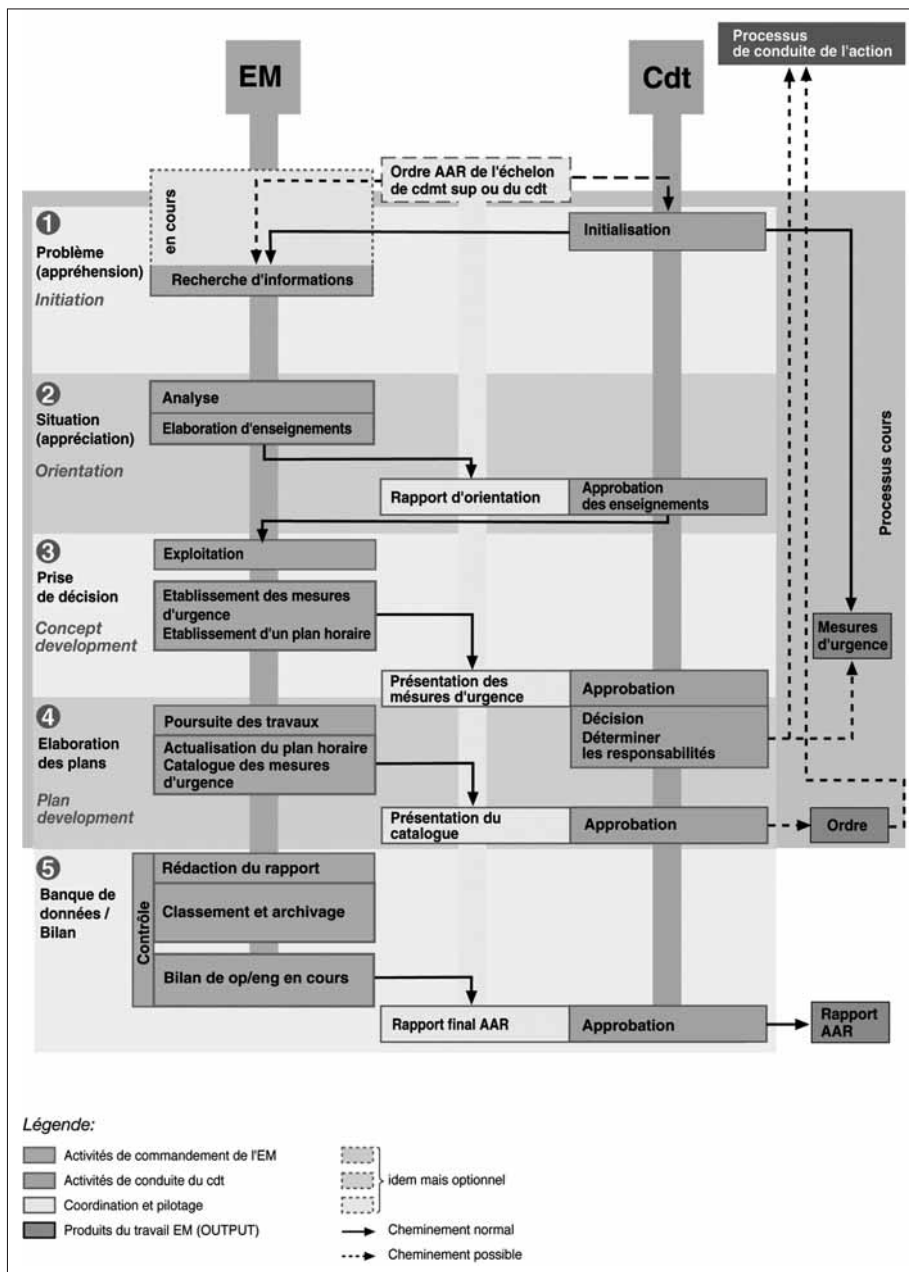 Processus
de conduite de l'action
EM
Cdt
Ordre AAR de l'échelon
de cdmt sup ou du cdt
en cours
1
Problème
(appréhension)
Initiation
Initialisation
Recherche d'informations
2
Situation
(appréciation)
Orientation
Analyse
Elaboration d'enseignements
Rapport d'orientation
Approbation
des enseignements
Processus cours
3
Prise
de décision
Concept
development
Exploitation
Etablissement des mesures
d'urgence
Etablissement d'un plan horaire
Mesures
d'urgence
Présentation des
mésures d'urgence
Approbation
4
Elaboration
des plans
Plan
development
Poursuite des travaux
Actualisation du plan horaire
Catalogue des mesures
d'urgence
Décision
Déterminer
les responsabilités
Présentation du
catalogue
Approbation
Ordre
5
Banque de
données /
Bilan
Contrôle
Rédaction du rapport
Classement et archivage
Bilan de op/eng en cours
Rapport final AAR
Approbation
Rapport
AAR
Légende:
Activités de commandement de l'EM
Activités de conduite du cdt
Coordination et pilotage
Produits du travail EM (OUTPUT)
idem mais optionnel
Cheminement normal
Cheminement possible